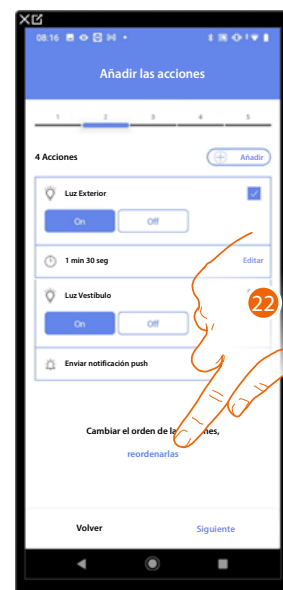 08:16
Añadir las acciones
1 2 3 4 5
4 Acciones
Añadir
Luz Exterior
On Off
1 min 30 seg Editar
Luz Vestíbulo
On Off
22
Enviar notificación push
Cambiar el orden de la
reordenarlas
Volver Siguiente